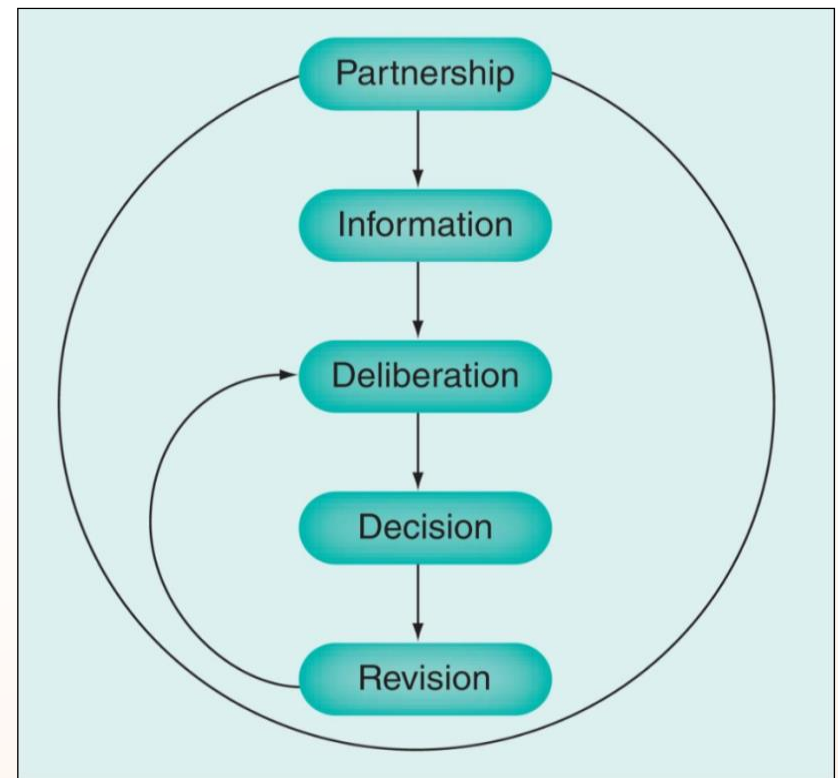 Partnership
Information
Deliberation
Decision
Revision